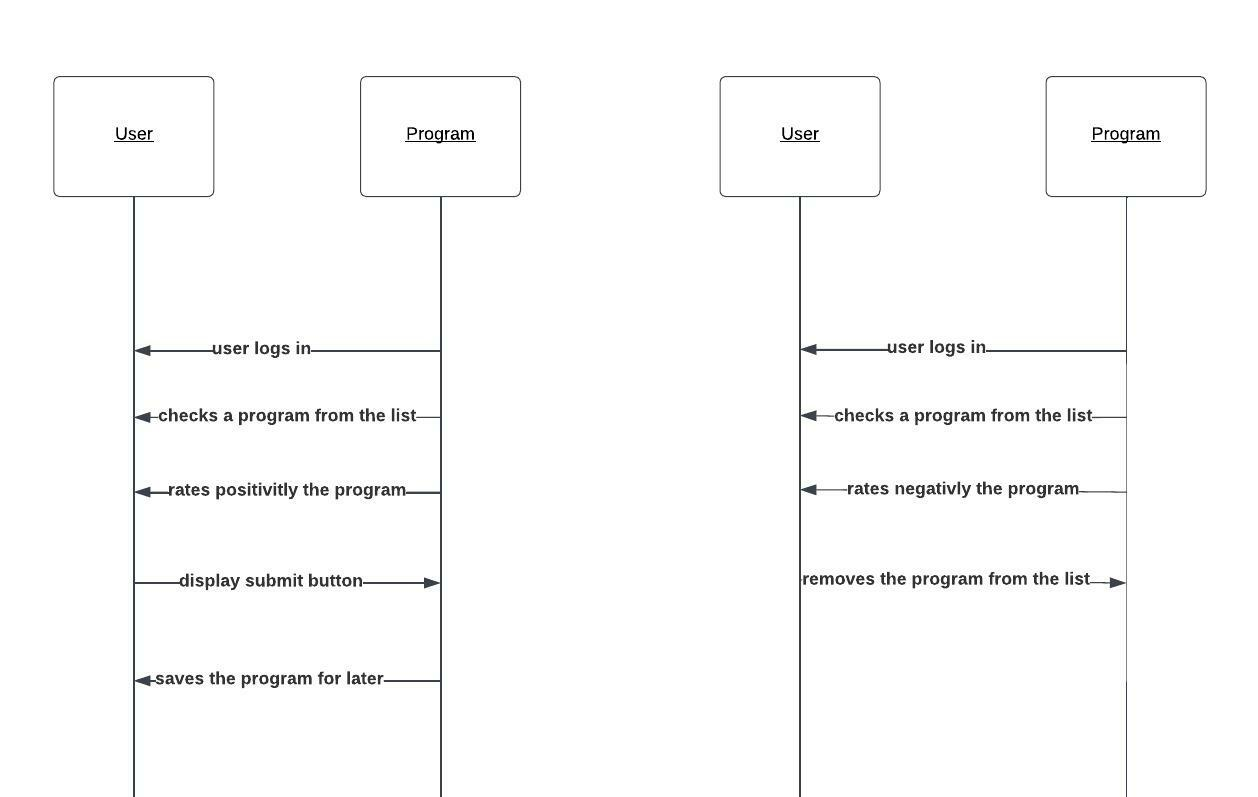 User
Program
user logs in
checks a program from the list
rates positivitly the program
display submit button
saves the program for later
User
Program
user logs in
checks a program from the list
rates negativly the program
removes the program from the list